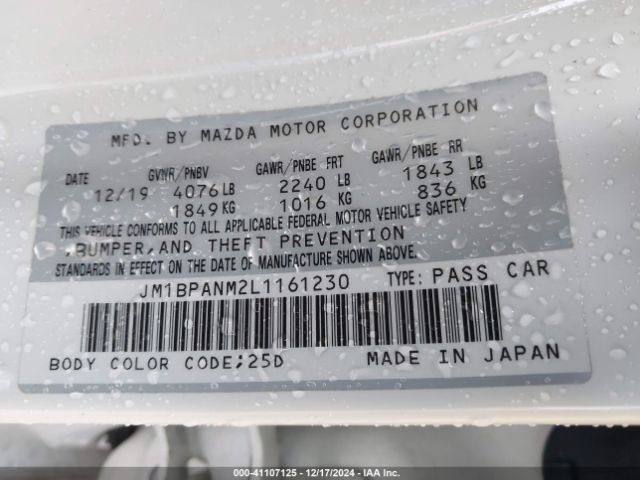 MFD. BY MAZDA MOTOR CORPORATION
DATE GVWR/PNBV GAWR/PNBE FRT GAWR/PNBE RR
12/19 4076 LB 2240 LB 1843 LB
1849 KG 1016 KG 836 KG
THIS VEHICLE CONFORMS TO ALL APPLICABLE FEDERAL MOTOR VEHICLE SAFETY
,BUMPER,AND THEFT PREVENTION
STANDARDS IN EFFECT ON THE DATE OF MANUFACTURE SHOWN ABOVE.
JM1BPANM2L1161230 TYPE: PASS CAR
BODY COLOR CODE;25D MADE IN JAPAN
000-41107125 - 12/17/2024 - IAA Inc.